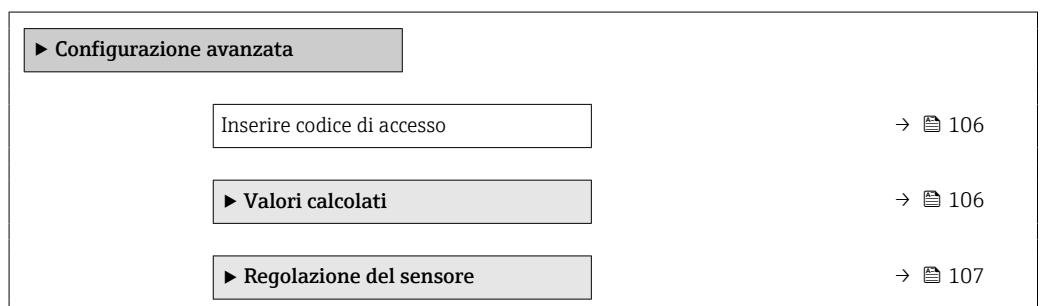 ▶ Configurazione avanzata
Inserire codice di accesso → 106
▶ Valori calcolati → 106
▶ Regolazione del sensore → 107